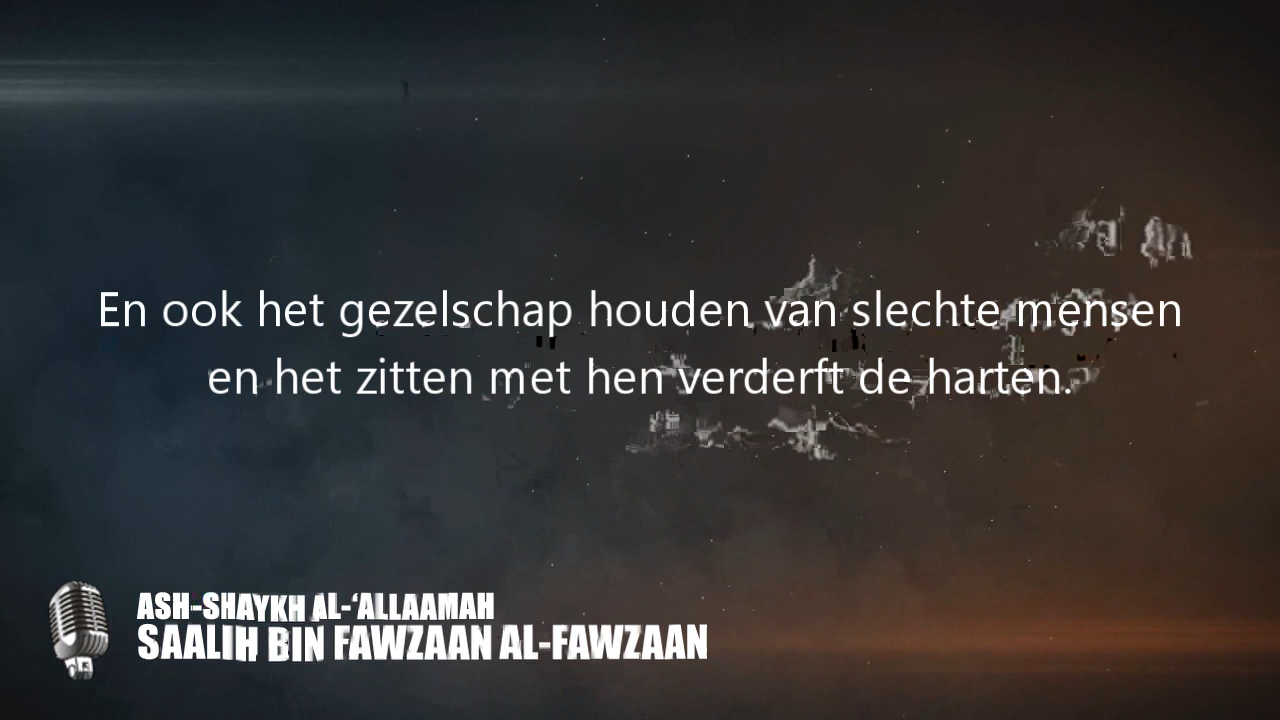 En ook het gezelschap houden van slechte mensen
en het zitten met hen verderft de harten.
ASH-SHAYKH AL-‘ALLAAMAH
SAALIH BIN FAWZAAN AL-FAWZAAN